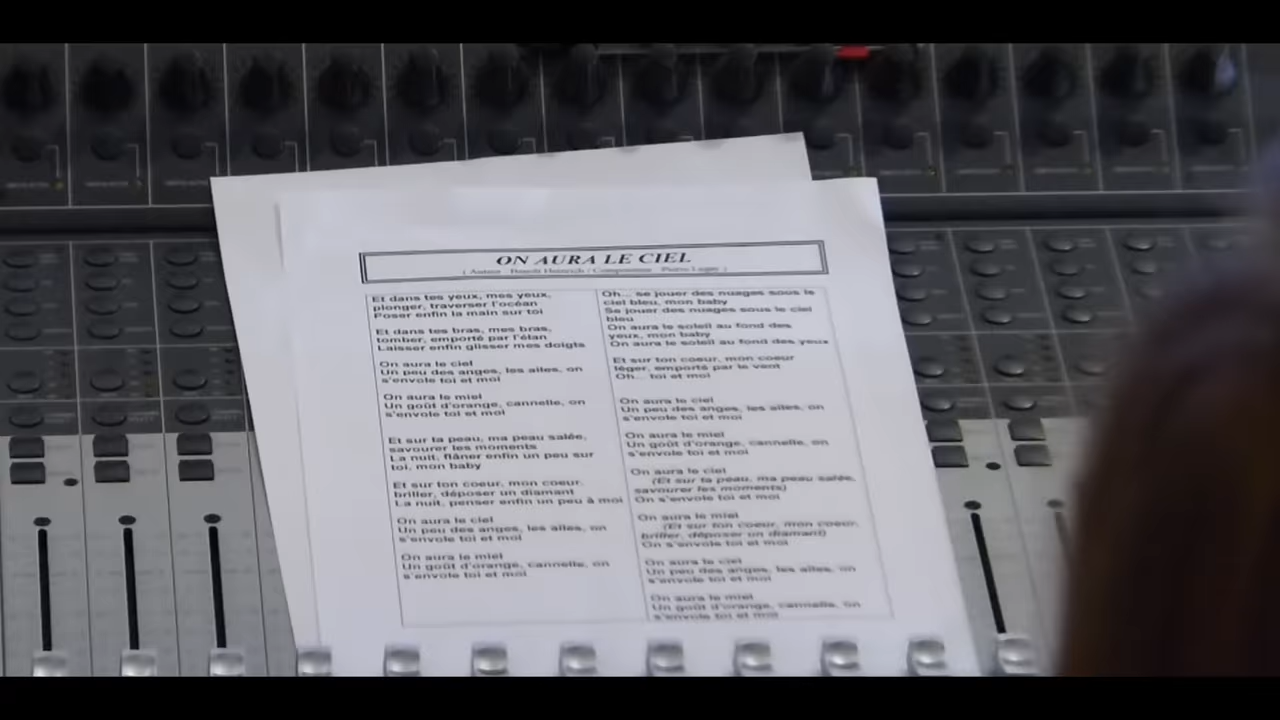 ON AURA LE CIEL
( Auteur Benoît Heinrich / Compositeur Pierre )
Et dans tes yeux, mes yeux,
plonger, traverser l'océan
Poser enfin la main sur toi
Et dans tes bras, mes bras,
tomber, emporté par l'élan
Laisser enfin glisser mes doigts
On aura le ciel
Un peu des anges, les ailes, on
s'envole toi et moi
On aura le miel
Un goût d'orange, cannelle, on
s'envole toi et moi
Et sur ta peau, ma peau salée,
savourer les moments
La nuit, flâner enfin un peu sur
toi, mon baby
Et sur ton coeur, mon coeur,
briller, déposer un diamant
La nuit, penser enfin un peu à moi
On aura le ciel
Un peu des anges, les ailes, on
s'envole toi et moi
On aura le miel
Un goût d'orange, cannelle, on
s'envole toi et moi
Oh... se jouer des nuages sous le
ciel bleu, mon baby
Se jouer des nuages sous le ciel
bleu
On aura le soleil au fond des
yeux, mon baby
On aura le soleil au fond des yeux
Et sur ton coeur, mon coeur
léger, emporté par le vent
Oh... toi et moi
On aura le ciel
Un peu des anges, les ailes, on
s'envole toi et moi
On aura le miel
Un goût d'orange, cannelle, on
s'envole toi et moi
On aura le ciel
(Et sur ta peau, ma peau salée,
savourer les moments)
On s'envole toi et moi
On aura le miel
(Et sur ton coeur, mon coeur,
briller, déposer un diamant)
On s'envole toi et moi
On aura le ciel
Un peu des anges, les ailes, on
s'envole toi et moi
On aura le miel
Un goût d'orange, cannelle, on
s'envole toi et moi